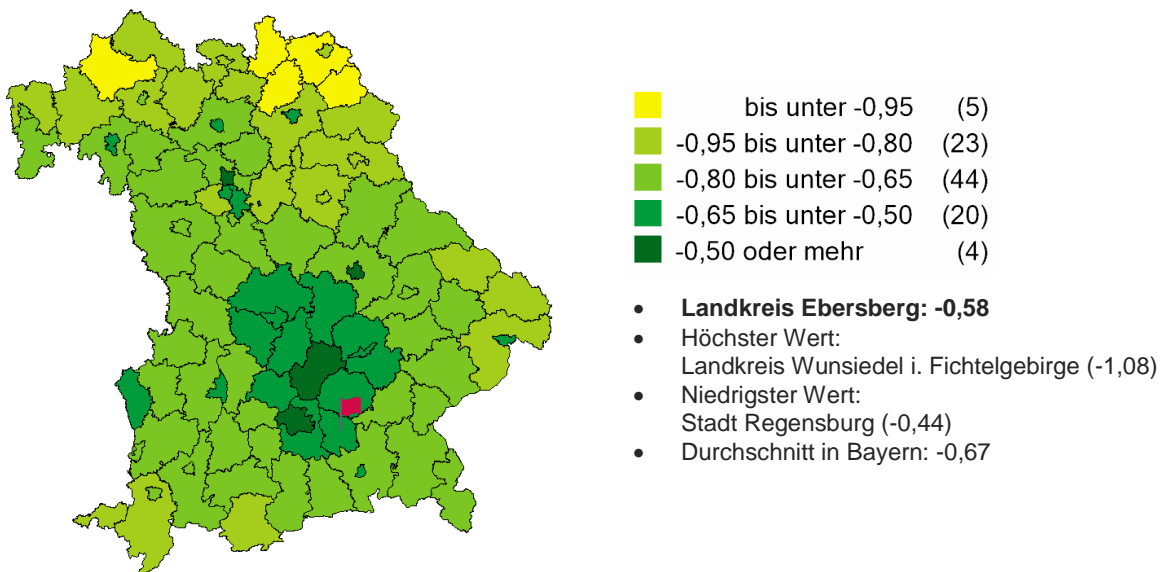 bis unter -0,95 (5)
-0,95 bis unter -0,80 (23)
-0,80 bis unter -0,65 (44)
-0,65 bis unter -0,50 (20)
-0,50 oder mehr (4)
• Landkreis Ebersberg: -0,58
• Höchster Wert:
Landkreis Wunsiedel i. Fichtelgebirge (-1,08)
• Niedrigster Wert:
Stadt Regensburg (-0,44)
• Durchschnitt in Bayern: -0,67